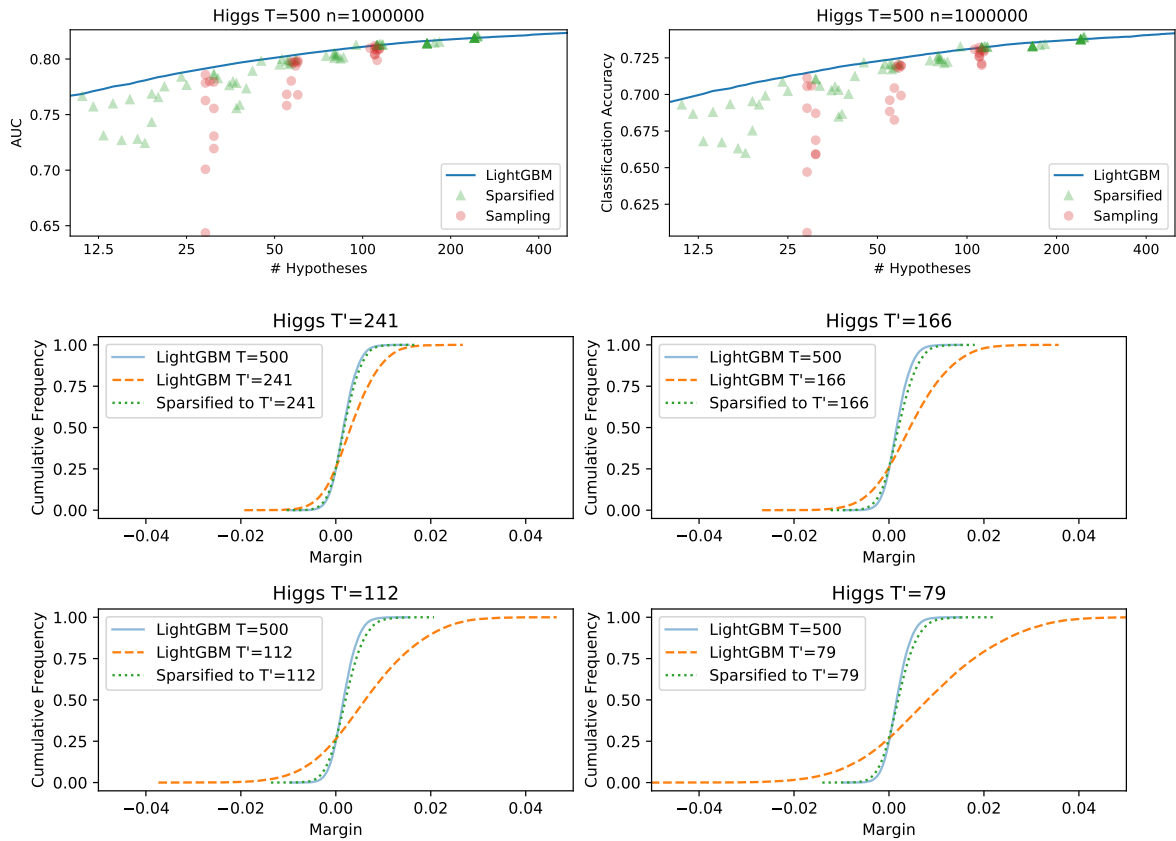 Higgs T=500 n=1000000
AUC
0.80
0.75
0.70
0.65
LightGBM
Sparsified
Sampling
12.5 25 50 100 200 400
# Hypotheses
Higgs T=500 n=1000000
Classification Accuracy
0.725
0.700
0.675
0.650
0.625
LightGBM
Sparsified
Sampling
12.5 25 50 100 200 400
# Hypotheses
Higgs T'=241
Cumulative Frequency
1.00
0.75
0.50
0.25
0.00
LightGBM T=500
LightGBM T'=241
Sparsified to T'=241
−0.04 −0.02 0.00 0.02 0.04
Margin
Higgs T'=166
Cumulative Frequency
1.00
0.75
0.50
0.25
0.00
LightGBM T=500
LightGBM T'=166
Sparsified to T'=166
−0.04 −0.02 0.00 0.02 0.04
Margin
Higgs T'=112
Cumulative Frequency
1.00
0.75
0.50
0.25
0.00
LightGBM T=500
LightGBM T'=112
Sparsified to T'=112
−0.04 −0.02 0.00 0.02 0.04
Margin
Higgs T'=79
Cumulative Frequency
1.00
0.75
0.50
0.25
0.00
LightGBM T=500
LightGBM T'=79
Sparsified to T'=79
−0.04 −0.02 0.00 0.02 0.04
Margin